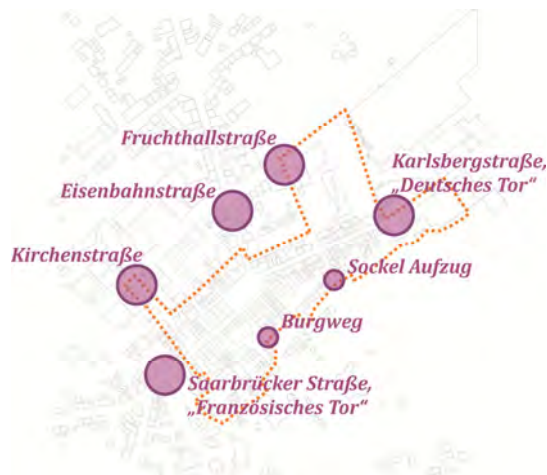 Fruchthallstraße
Karlsbergstraße,
„Deutsches Tor“
Eisenbahnstraße
Kirchenstraße
Sockel Aufzug
Burgweg
Saarbrücker Straße,
„Französisches Tor“